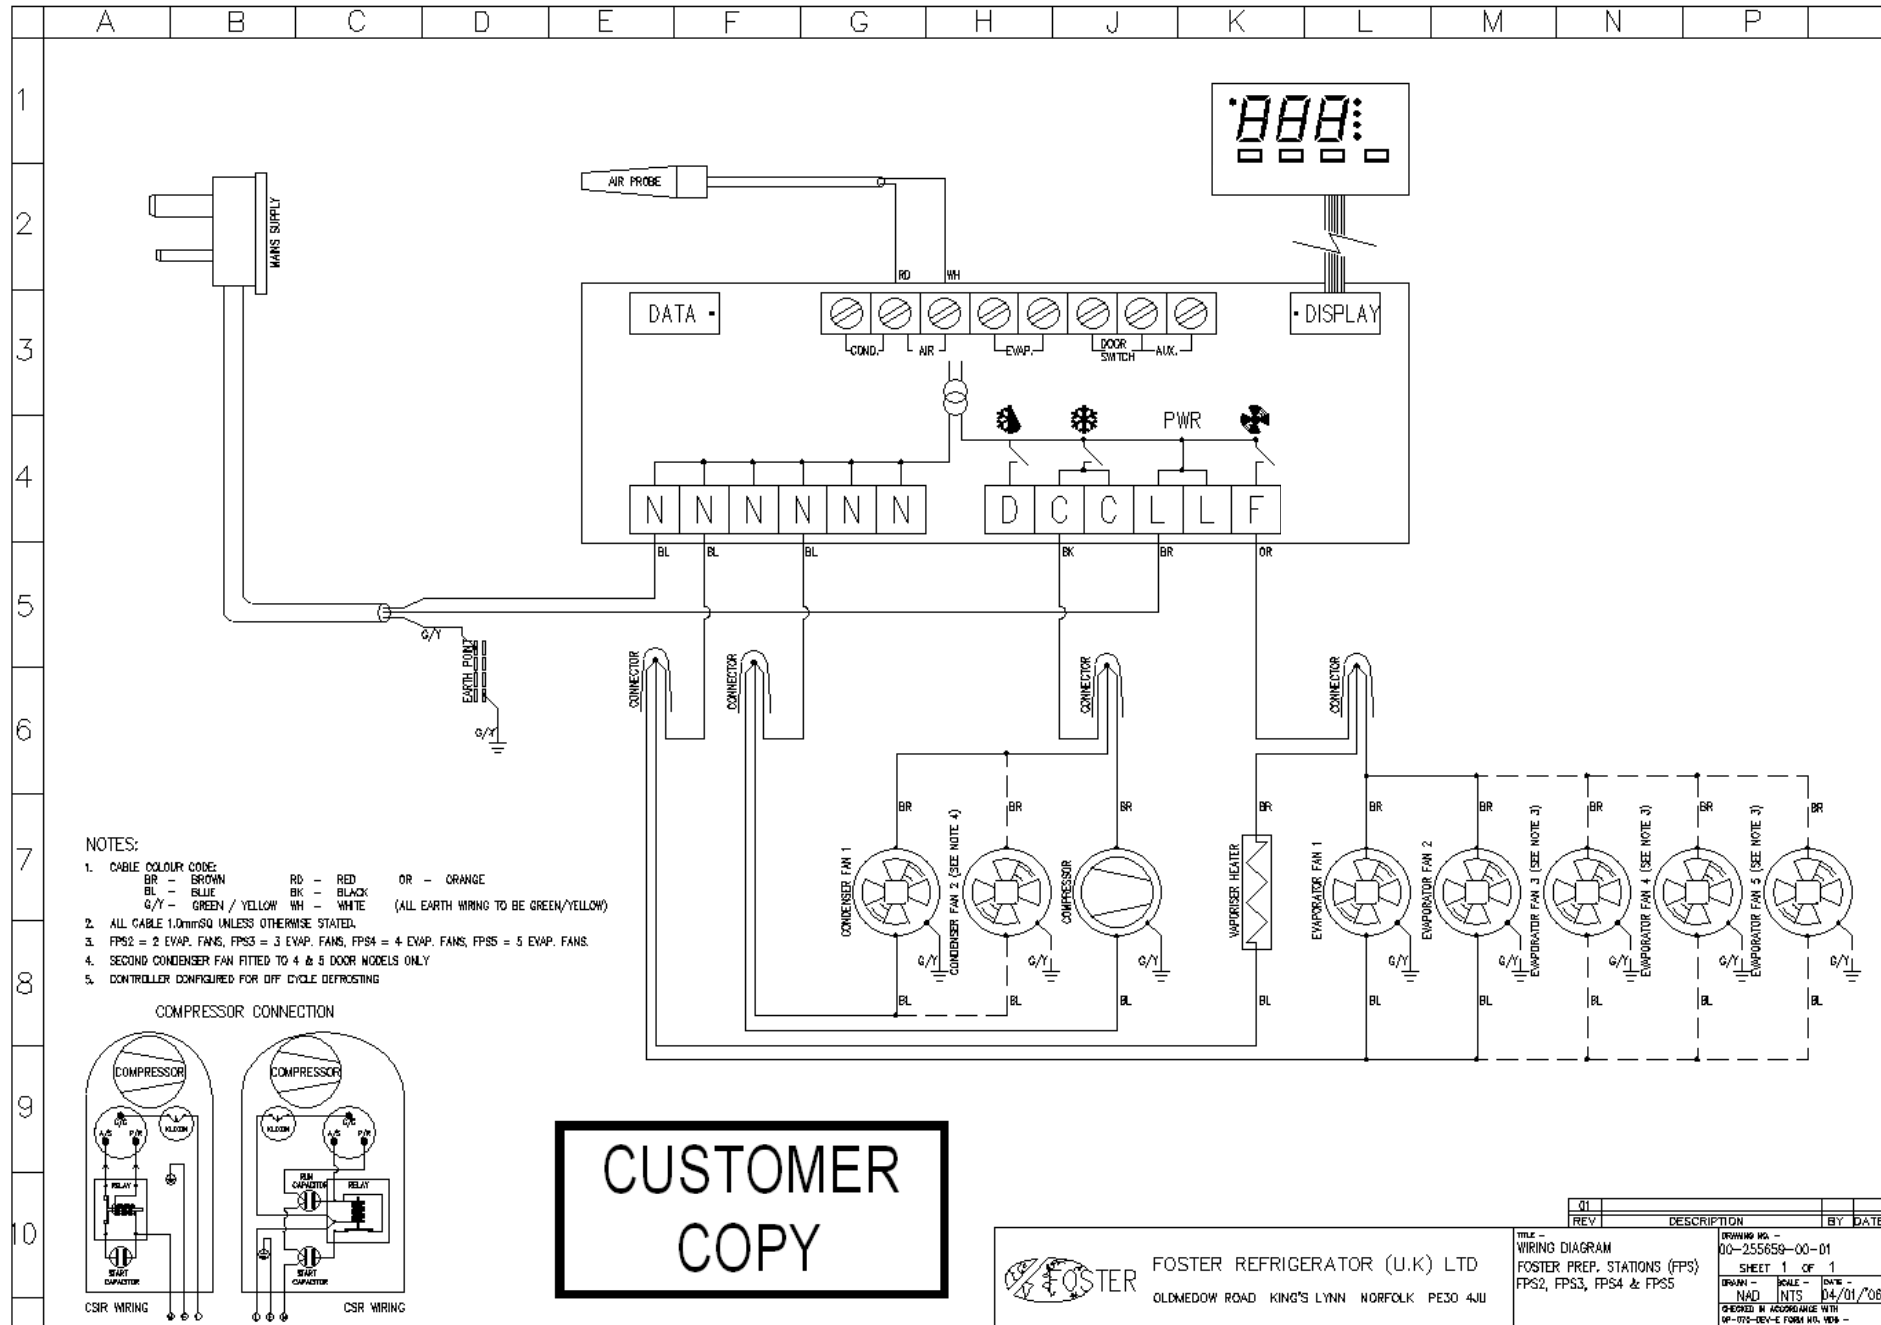 A B C D E F G H J K L M N P
1
2
3
4
5
6
7
8
9
10
MAINS SUPPLY
AIR PROBE
RD WH
DATA
DISPLAY
COND. AIR EVAP. DOOR SWITCH AUX.
PWR
N N N N N N D C C L L F
BL BL BL BK BR OR
G/Y
EARTH POINT
G/Y
CONNECTOR CONNECTOR CONNECTOR CONNECTOR
BR BR BR BR BR BR BR BR BR
CONDENSER FAN 1
CONDENSER FAN 2 (SEE NOTE 4)
COMPRESSOR
VAPORISER HEATER
EVAPORATOR FAN 1
EVAPORATOR FAN 2
EVAPORATOR FAN 3 (SEE NOTE 3)
EVAPORATOR FAN 4 (SEE NOTE 3)
EVAPORATOR FAN 5 (SEE NOTE 3)
G/Y G/Y G/Y G/Y G/Y G/Y G/Y G/Y
BL BL BL BL BL BL BL BL BL
NOTES:
1. CABLE COLOUR CODE:
BR - BROWN RD - RED OR - ORANGE
BL - BLUE BK - BLACK
G/Y - GREEN / YELLOW WH - WHITE (ALL EARTH WIRING TO BE GREEN/YELLOW)
2. ALL CABLE 1.0mmSQ UNLESS OTHERWISE STATED.
3. FPS2 = 2 EVAP. FANS, FPS3 = 3 EVAP. FANS, FPS4 = 4 EVAP. FANS, FPS5 = 5 EVAP. FANS.
4. SECOND CONDENSER FAN FITTED TO 4 & 5 DOOR MODELS ONLY
5. CONTROLLER CONFIGURED FOR OFF CYCLE DEFROSTING
COMPRESSOR CONNECTION
COMPRESSOR COMPRESSOR
C/C KLIXON KLIXON C/C
A/S P/R A/S P/R
RELAY
RUN CAPACITOR
RELAY
START CAPACITOR
START CAPACITOR
CSIR WIRING
CSR WIRING
CUSTOMER
COPY
01
REV DESCRIPTION BY DATE
FOSTER
FOSTER REFRIGERATOR (U.K) LTD
OLDMEDOW ROAD KING'S LYNN NORFOLK PE30 4JU
TITLE -
WIRING DIAGRAM
FOSTER PREP. STATIONS (FPS)
FPS2, FPS3, FPS4 & FPS5
DRAWING NO. -
00-255659-00-01
SHEET 1 OF 1
DRAWN - SCALE - DATE -
NAD NTS 04/01/'06
CHECKED IN ACCORDANCE WITH